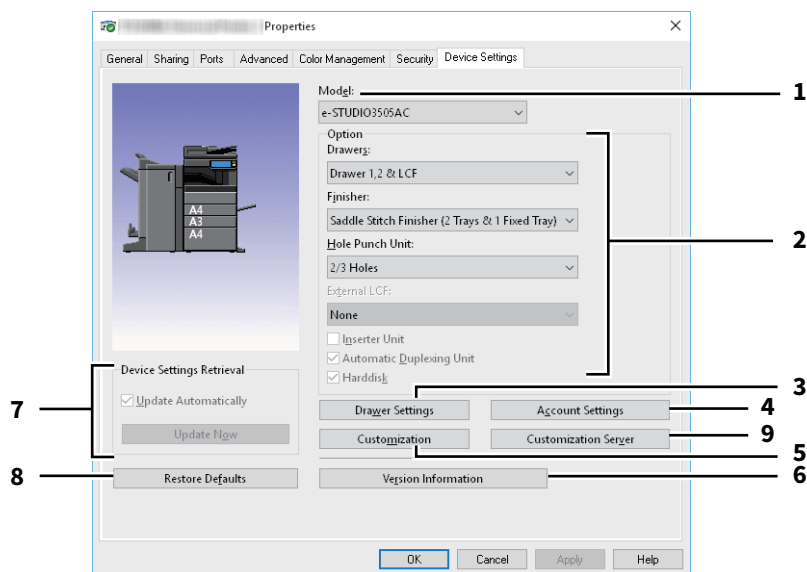 Properties
General Sharing Ports Advanced Color Management Security Device Settings
Model:
1
e-STUDIO3505AC
Option
Drawers:
Drawer 1,2 & LCF
Finisher:
Saddle Stitch Finisher (2 Trays & 1 Fixed Tray)
2
Hole Punch Unit:
2/3 Holes
External LCF:
None
Inserter Unit
Automatic Duplexing Unit
Harddisk
A4
A3
A4
Device Settings Retrieval
7
Update Automatically
Update Now
3
Drawer Settings
Account Settings
4
Customization
Customization Server
9
5
8
Restore Defaults
Version Information
6
OK Cancel Apply Help